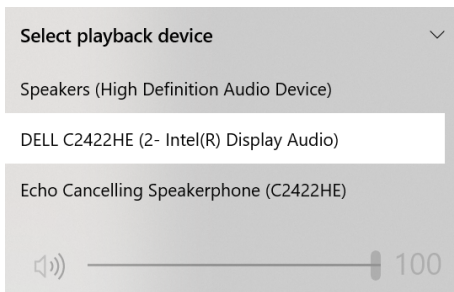 Select playback device
Speakers (High Definition Audio Device)
DELL C2422HE (2- Intel(R) Display Audio)
Echo Cancelling Speakerphone (C2422HE)
100